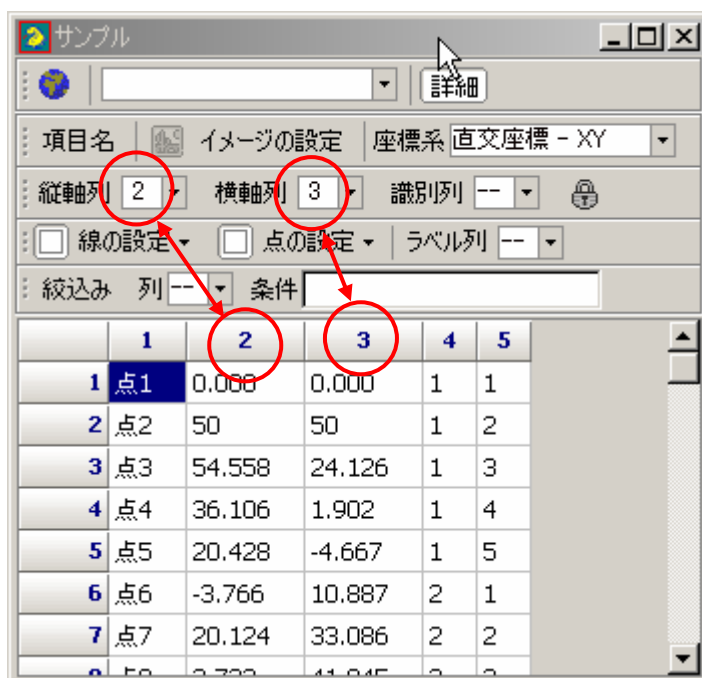 サンプル
詳細
項目名 イメージの設定 座標系 直交座標 - XY
縦軸列 2 横軸列 3 識別列 --
線の設定 点の設定 ラベル列 --
絞込み 列 -- 条件
1 2 3 4 5
1 点1 0.000 0.000 1 1
2 点2 50 50 1 2
3 点3 54.558 24.126 1 3
4 点4 36.106 1.902 1 4
5 点5 20.428 -4.667 1 5
6 点6 -3.766 10.887 2 1
7 点7 20.124 33.086 2 2